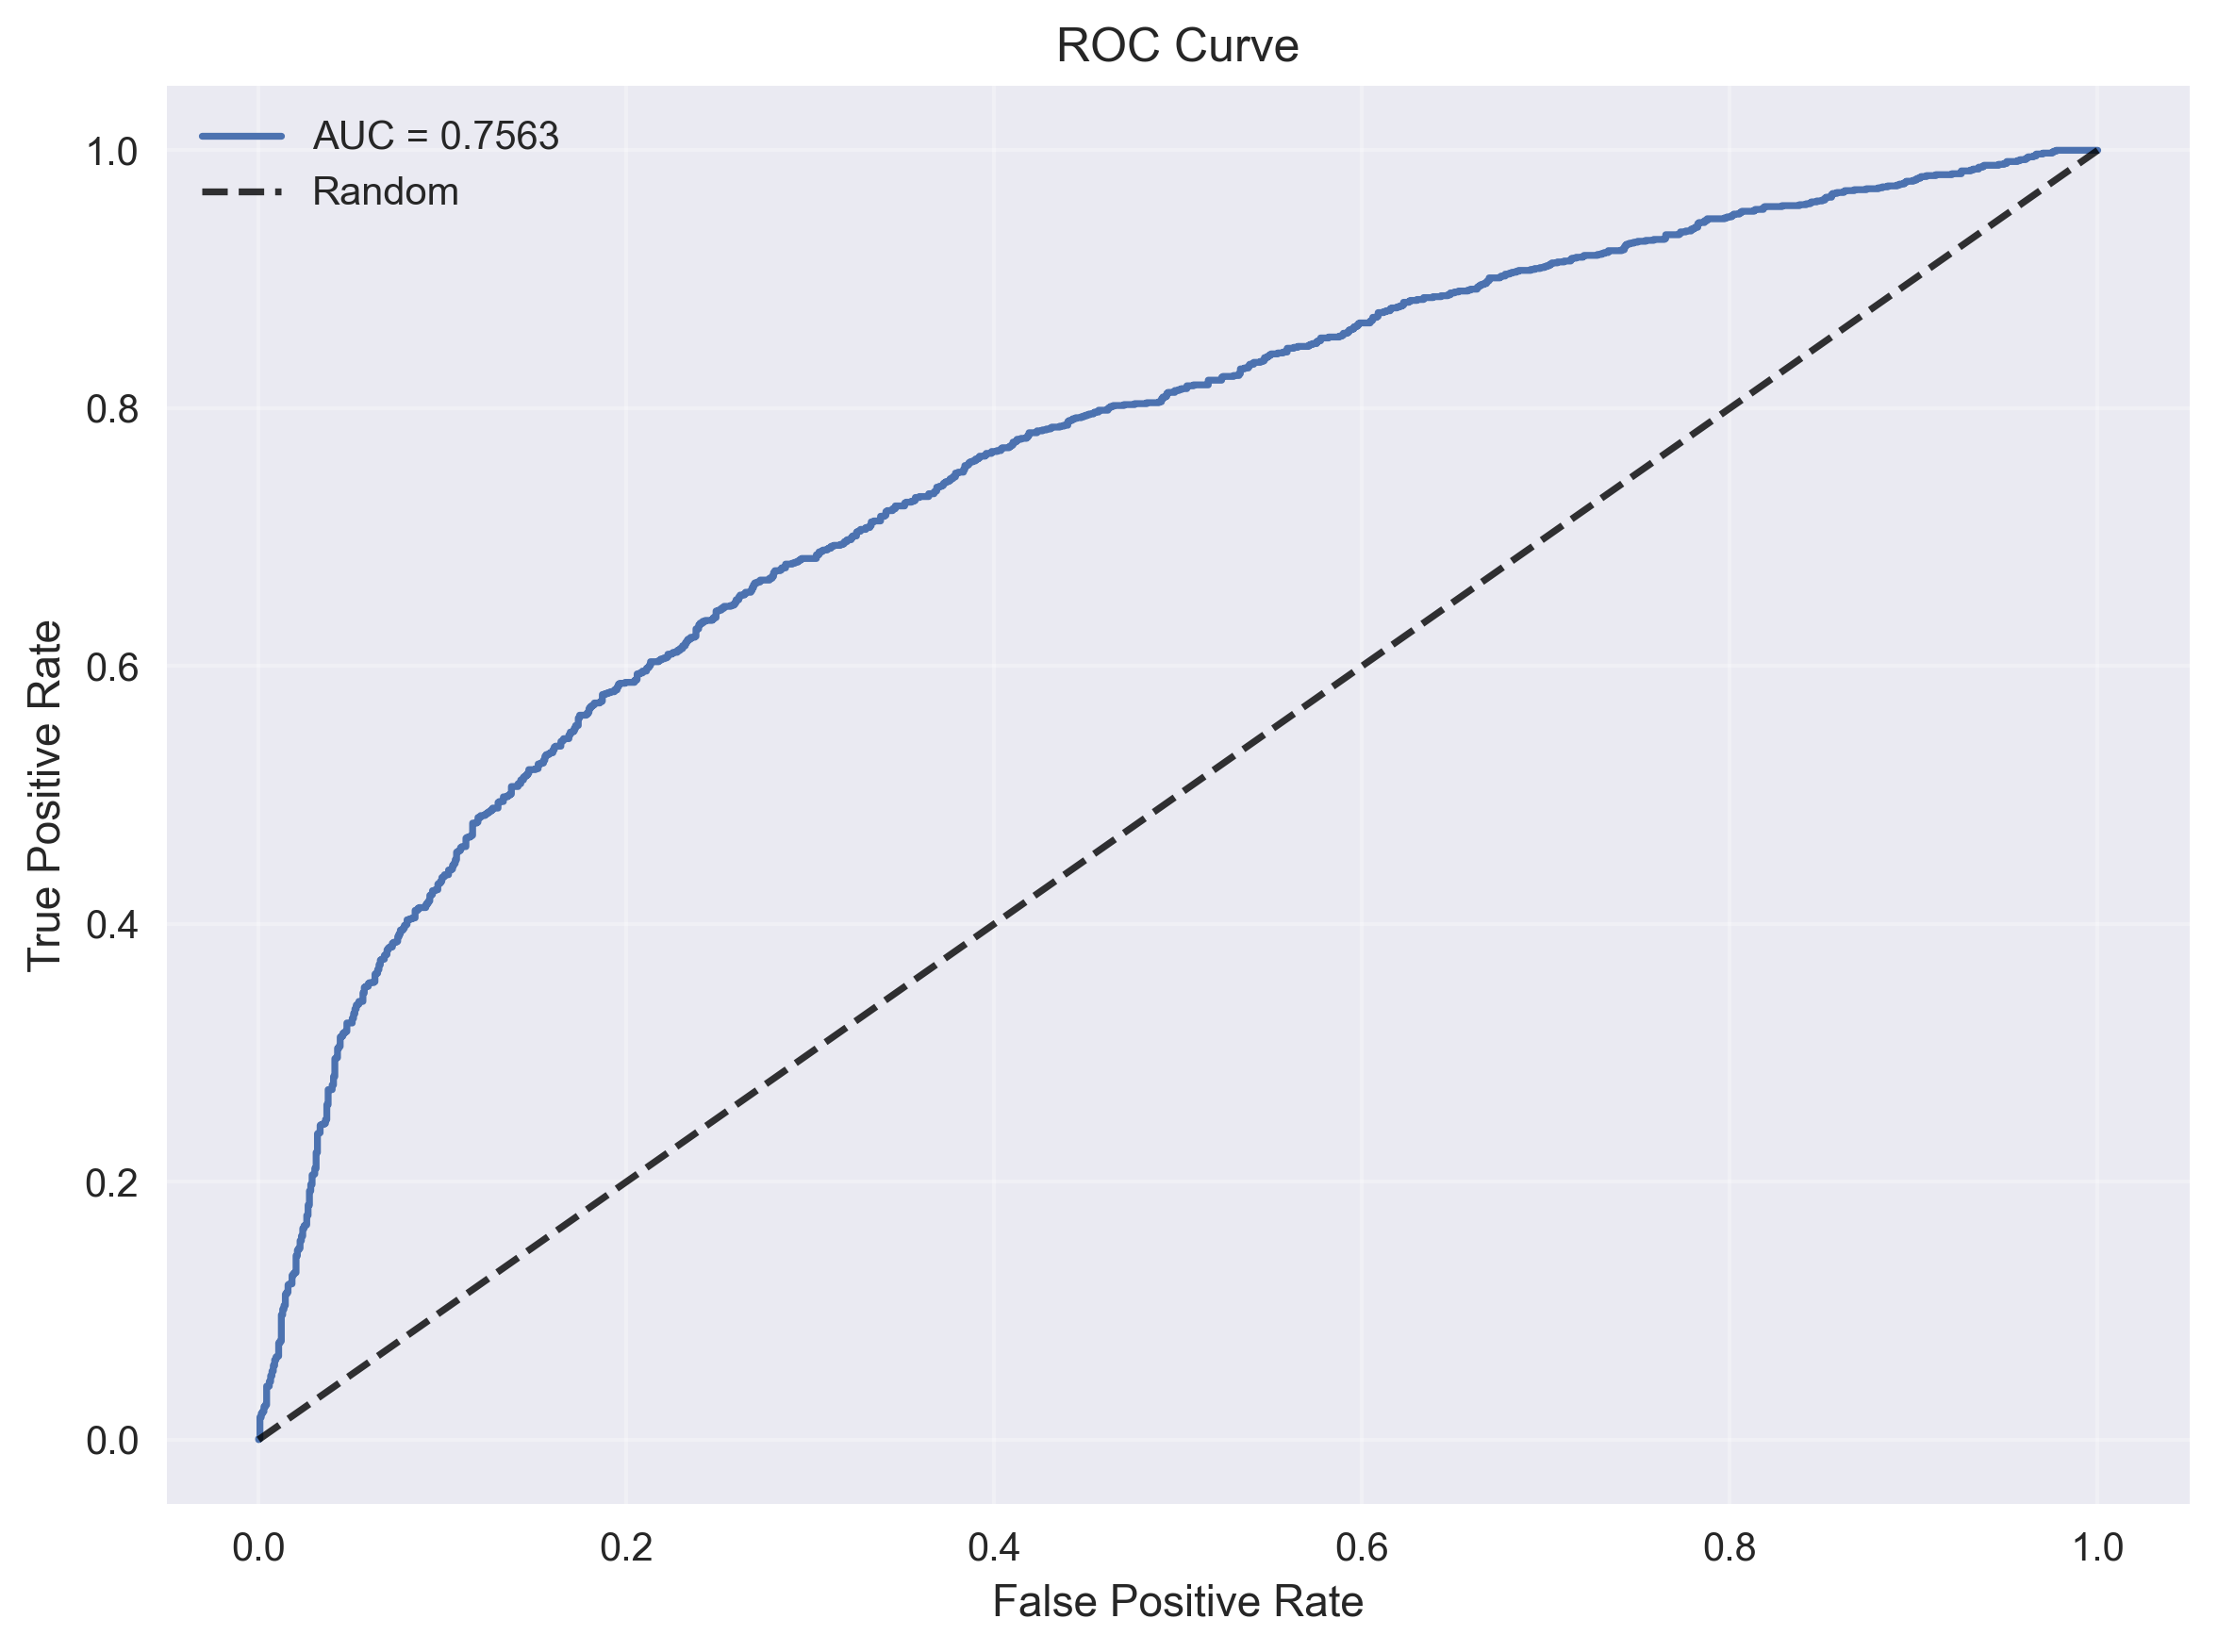 ROC Curve
AUC = 0.7563
Random
True Positive Rate
1.0
0.8
0.6
0.4
0.2
0.0
0.0 0.2 0.4 0.6 0.8 1.0
False Positive Rate